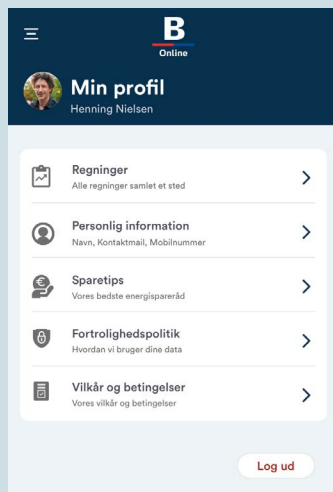 B
Online
Min profil
Henning Nielsen
Regninger
Alle regninger samlet et sted
Personlig information
Navn, Kontaktmail, Mobilnummer
Sparetips
Vores bedste energispareråd
Fortrolighedspolitik
Hvordan vi bruger dine data
Vilkår og betingelser
Vores vilkår og betingelser
Log ud